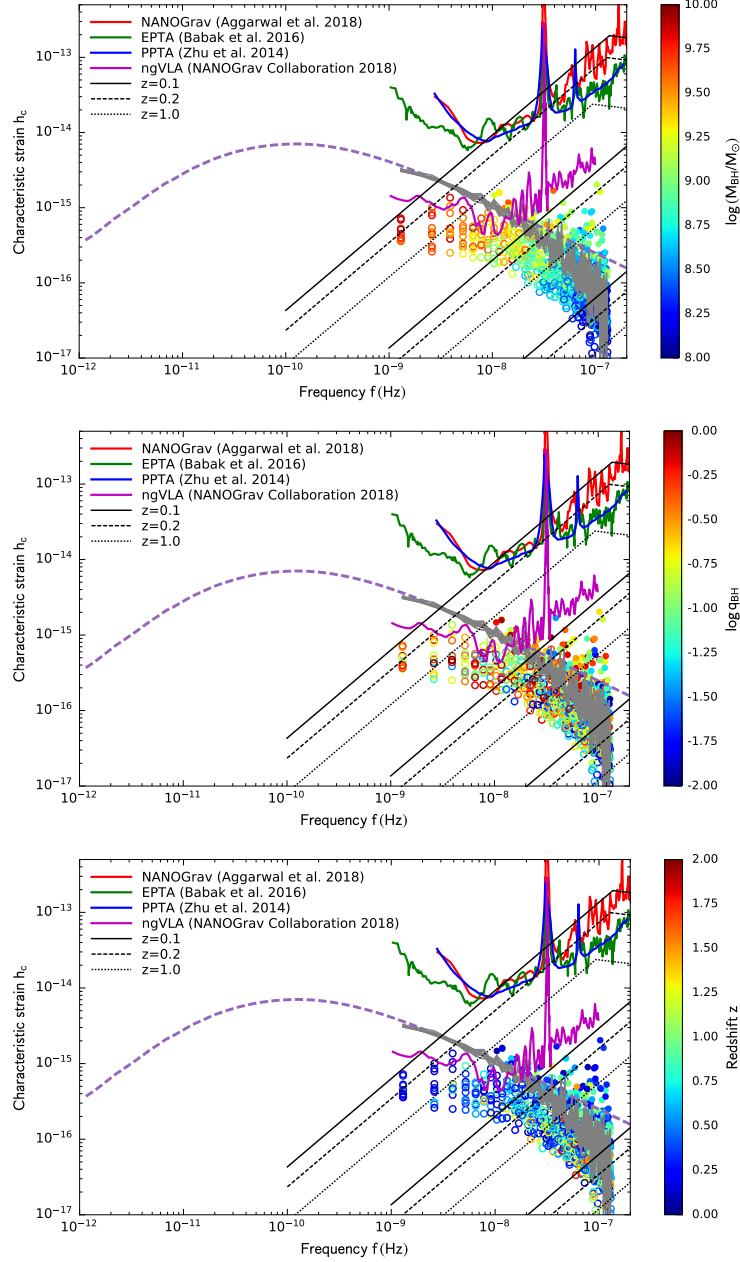 NANOGrav (Aggarwal et al. 2018)
EPTA (Babak et al. 2016)
PPTA (Zhu et al. 2014)
ngVLA (NANOGrav Collaboration 2018)
z=0.1
z=0.2
z=1.0
Characteristic strain h_c
10^-13
10^-14
10^-15
10^-16
10^-17
10^-12
10^-11
10^-10
10^-9
10^-8
10^-7
Frequency f (Hz)
10.00
9.75
9.50
9.25
9.00
8.75
8.50
8.25
8.00
log (M_BH/M_⊙)
NANOGrav (Aggarwal et al. 2018)
EPTA (Babak et al. 2016)
PPTA (Zhu et al. 2014)
ngVLA (NANOGrav Collaboration 2018)
z=0.1
z=0.2
z=1.0
Characteristic strain h_c
10^-13
10^-14
10^-15
10^-16
10^-17
10^-12
10^-11
10^-10
10^-9
10^-8
10^-7
Frequency f (Hz)
0.00
-0.25
-0.50
-0.75
-1.00
-1.25
-1.50
-1.75
-2.00
log q_BH
NANOGrav (Aggarwal et al. 2018)
EPTA (Babak et al. 2016)
PPTA (Zhu et al. 2014)
ngVLA (NANOGrav Collaboration 2018)
z=0.1
z=0.2
z=1.0
Characteristic strain h_c
10^-13
10^-14
10^-15
10^-16
10^-17
10^-12
10^-11
10^-10
10^-9
10^-8
10^-7
Frequency f (Hz)
2.00
1.75
1.50
1.25
1.00
0.75
0.50
0.25
0.00
Redshift z